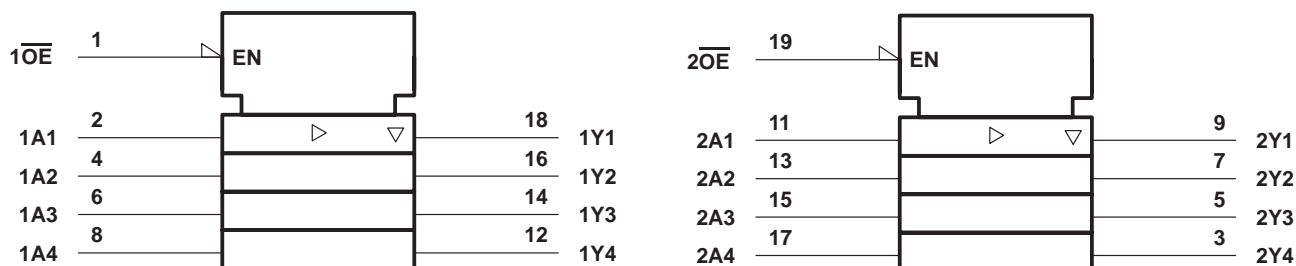 1OE 1 EN
1A1 2 18 1Y1
1A2 4 16 1Y2
1A3 6 14 1Y3
1A4 8 12 1Y4
2OE 19 EN
2A1 11 9 2Y1
2A2 13 7 2Y2
2A3 15 5 2Y3
2A4 17 3 2Y4